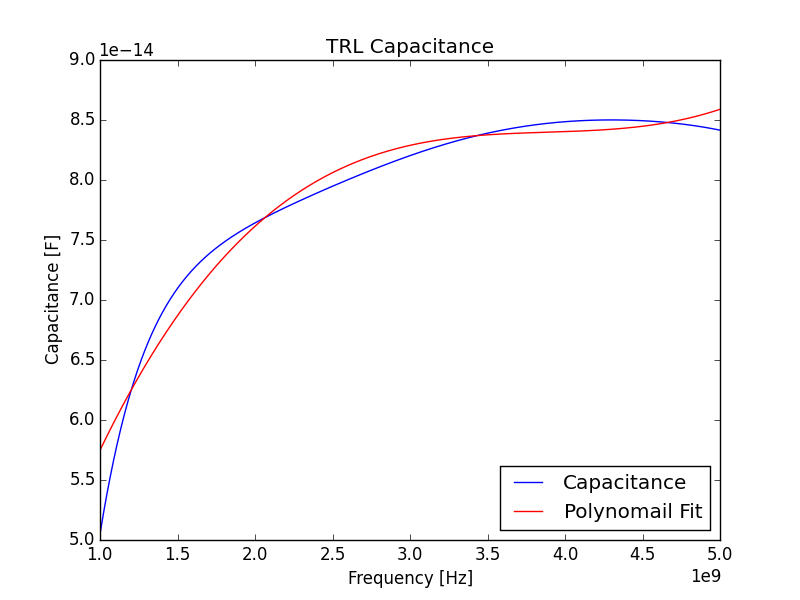 TRL Capacitance
1e−14
9.0
8.5
8.0
7.5
7.0
6.5
6.0
5.5
5.0
Capacitance [F]
Capacitance
Polynomail Fit
1.0 1.5 2.0 2.5 3.0 3.5 4.0 4.5 5.0
1e9
Frequency [Hz]